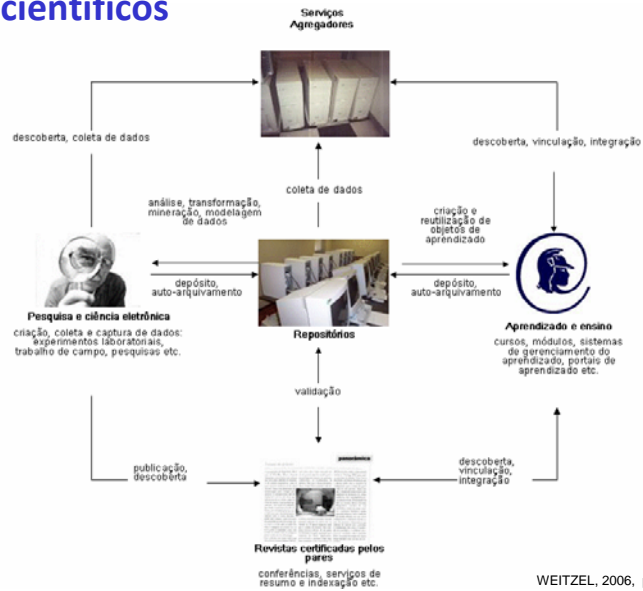 científicos
Serviços
Agregadores
descoberta, coleta de dados
descoberta, vinculação, integração
análise, transformação,
mineração, modelagem
de dados
coleta de dados
criação e
reutilização de
objetos de
aprendizado
depósito,
auto-arquivamento
depósito,
auto-arquivamento
Pesquisa e ciência eletrônica
criação, coleta e captura de dados:
experimentos laboratoriais,
trabalho de campo, pesquisas etc.
Repositórios
Aprendizado e ensino
cursos, módulos, sistemas
de gerenciamento do
aprendizado, portais de
aprendizado etc.
validação
publicação,
descoberta
descoberta,
vinculação,
integração
Revistas certificadas pelos
pares
conferências, serviços de
resumo e indexação etc.
WEITZEL, 2006,